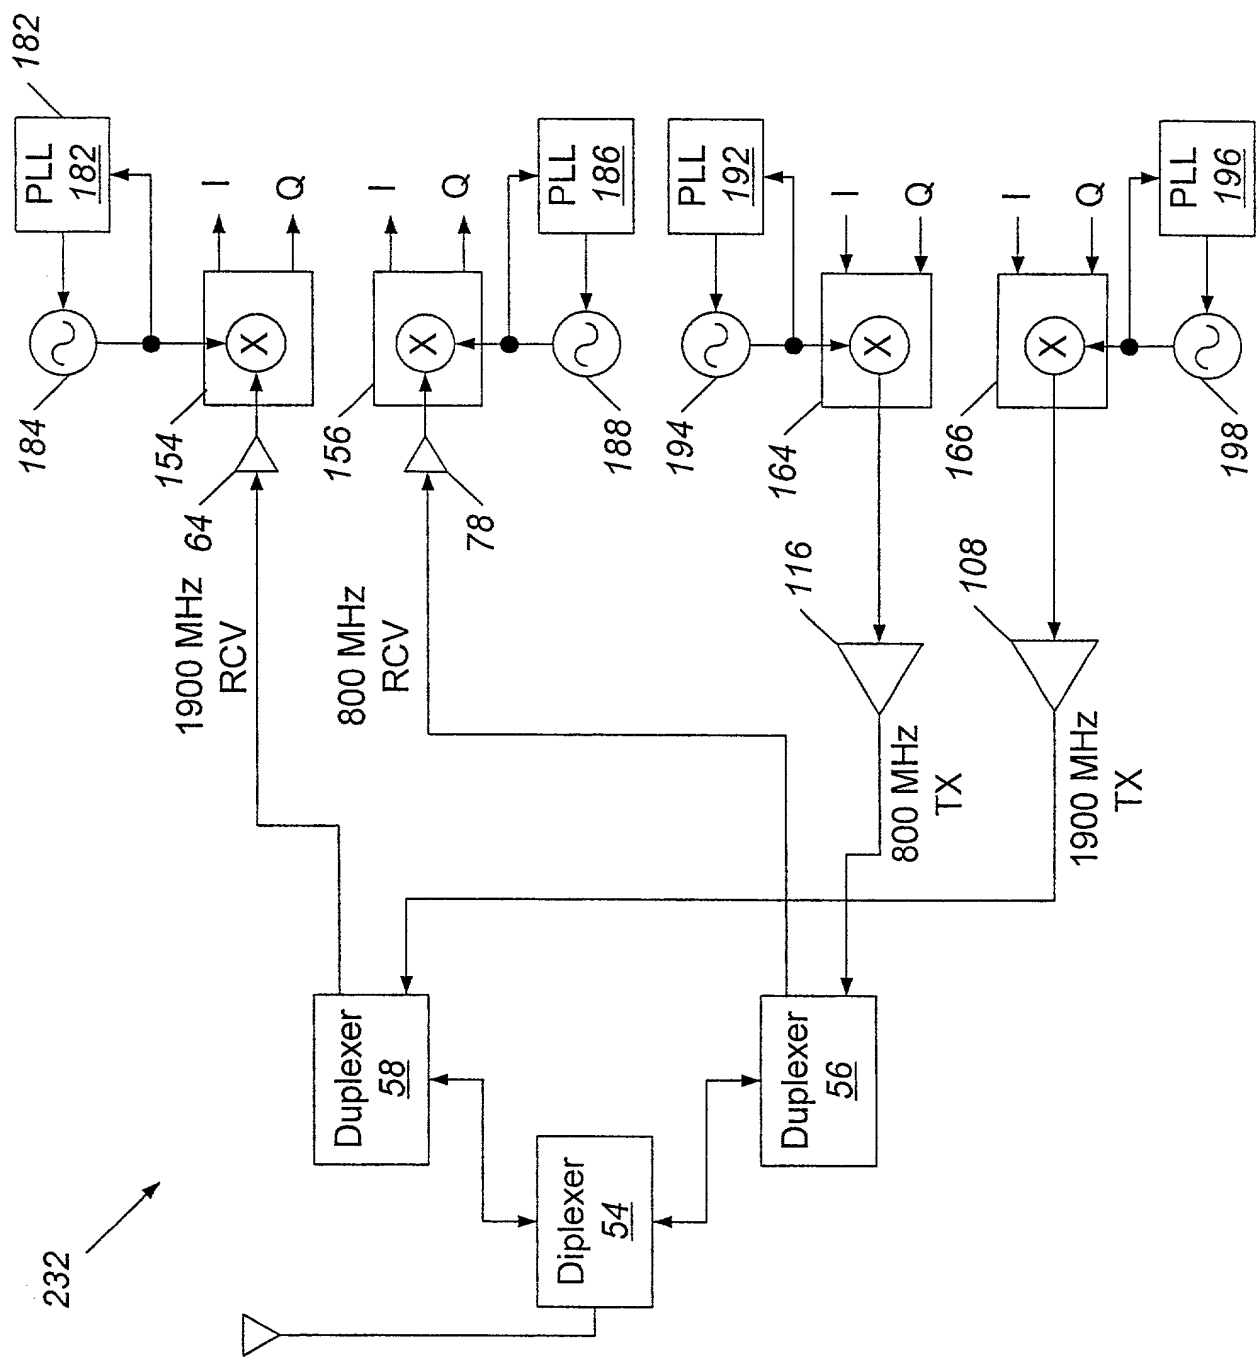 232
Diplexer
54
Duplexer
58
Duplexer
56
1900 MHz
RCV
64
154
184
PLL
182
182
I
Q
800 MHz
RCV
78
156
188
PLL
186
I
Q
800 MHz
TX
116
164
194
PLL
192
I
Q
1900 MHz
TX
108
166
198
PLL
196
I
Q
X
X
X
X